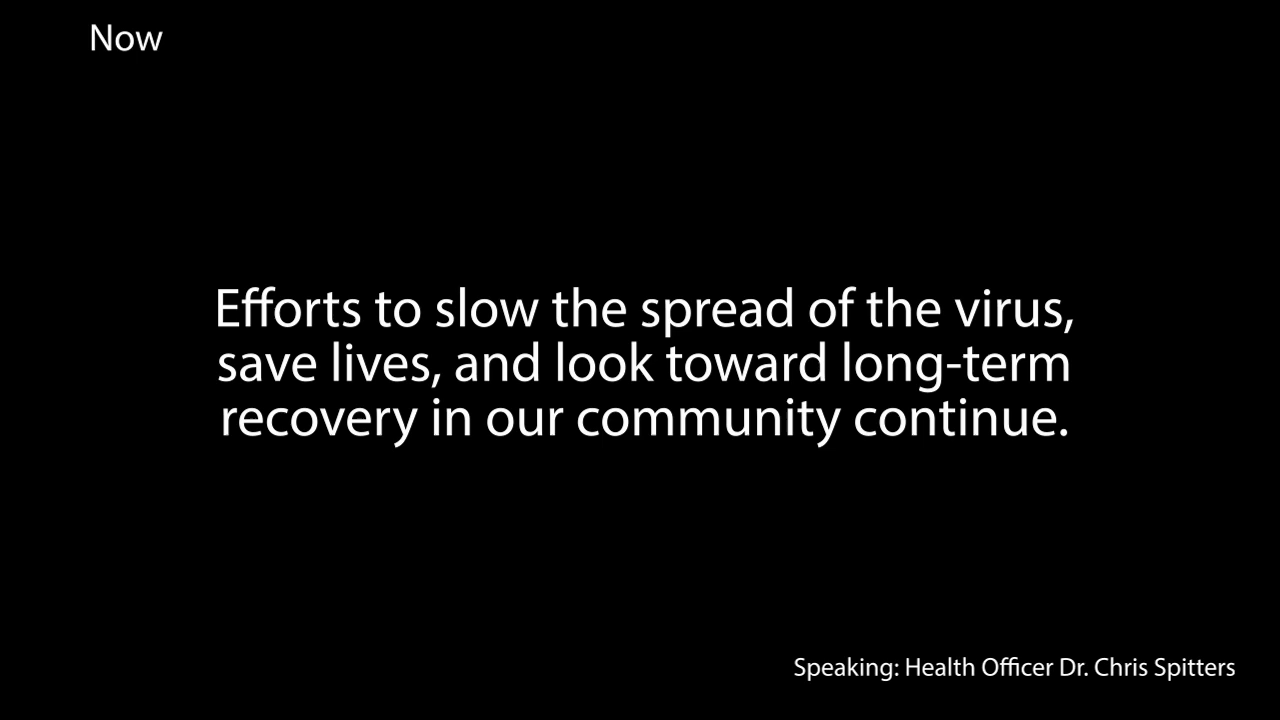 Now
Efforts to slow the spread of the virus,
save lives, and look toward long-term
recovery in our community continue.
Speaking: Health Officer Dr. Chris Spitters